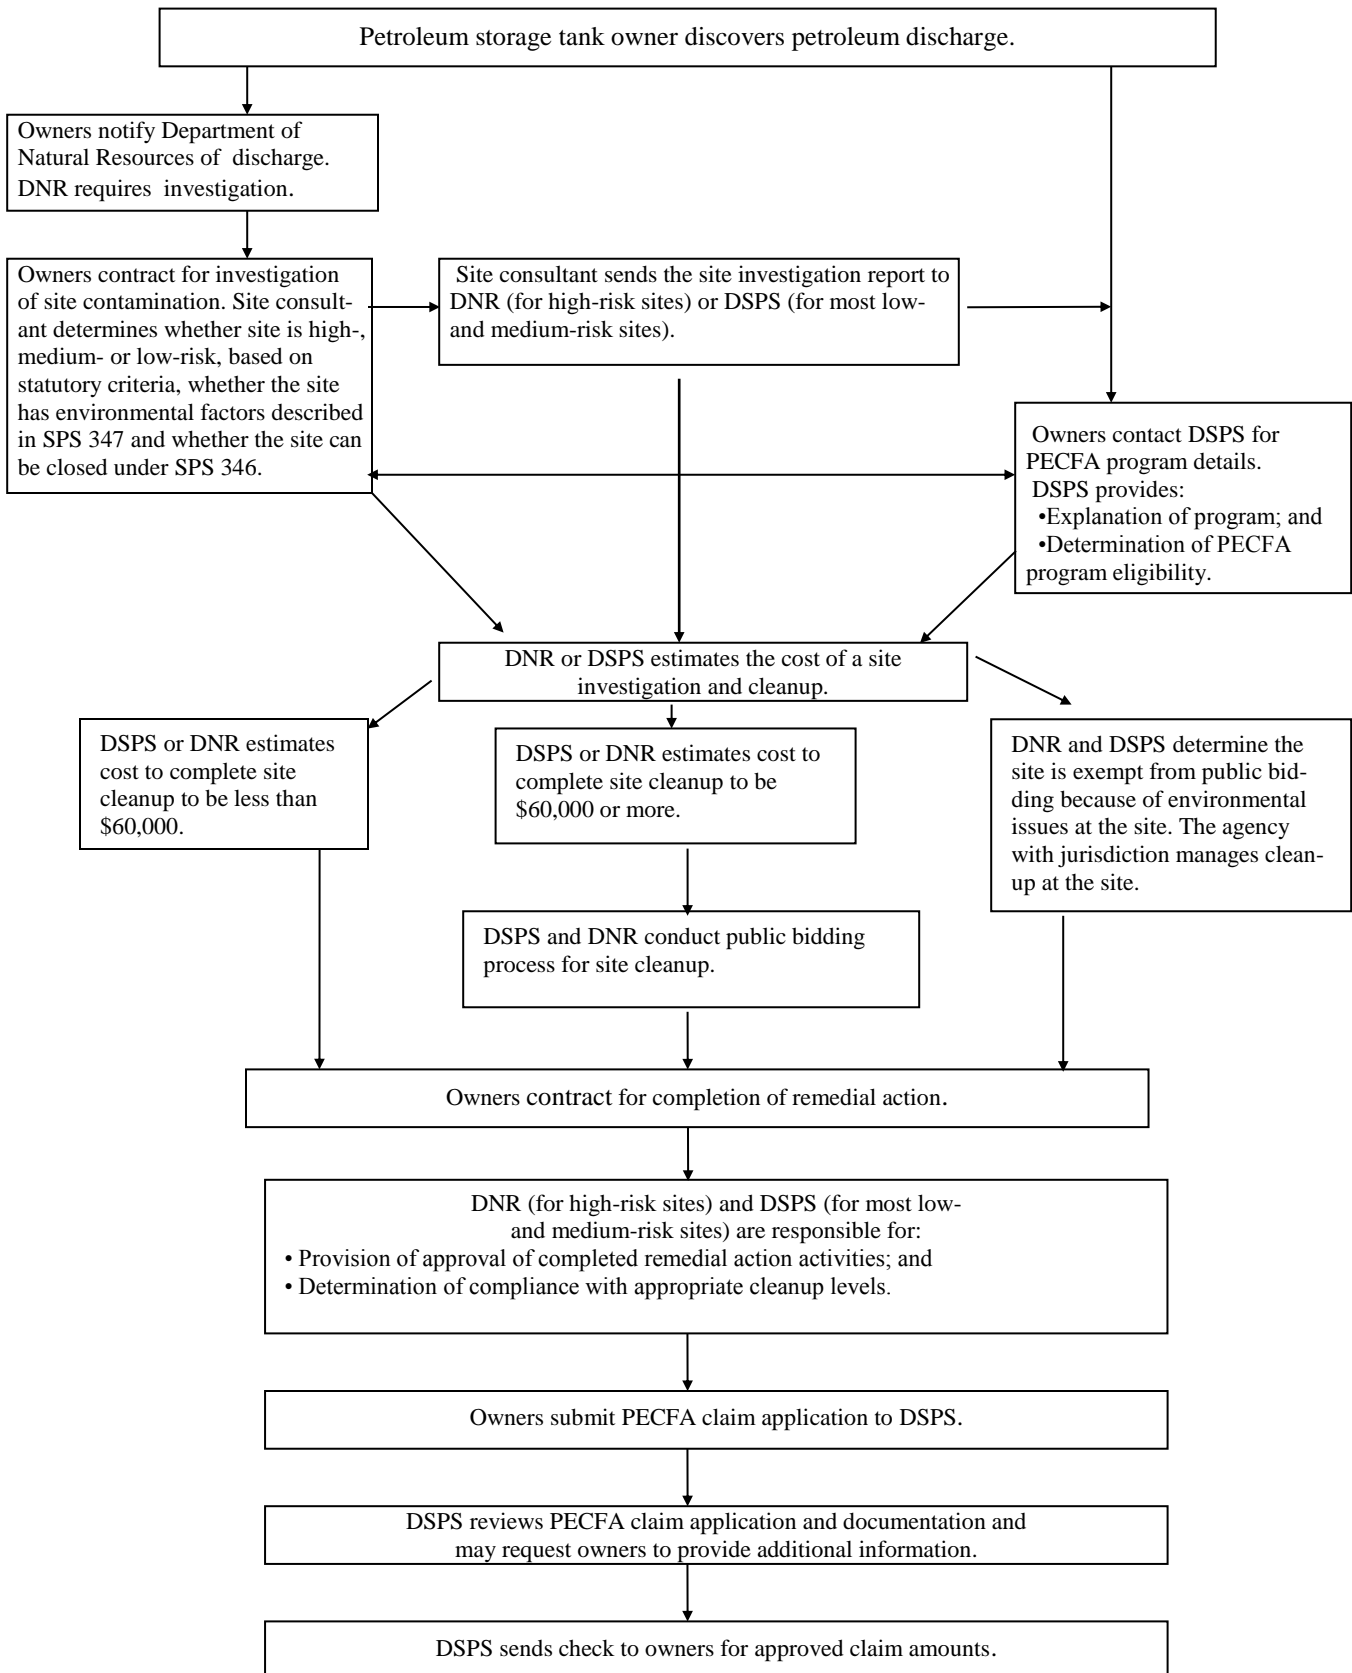 Petroleum storage tank owner discovers petroleum discharge.
Owners notify Department of
Natural Resources of discharge.
DNR requires investigation.
Owners contract for investigation
of site contamination. Site consult-
ant determines whether site is high-,
medium- or low-risk, based on
statutory criteria, whether the site
has environmental factors described
in SPS 347 and whether the site can
be closed under SPS 346.
Site consultant sends the site investigation report to
DNR (for high-risk sites) or DSPS (for most low-
and medium-risk sites).
Owners contact DSPS for
PECFA program details.
DSPS provides:
•Explanation of program; and
•Determination of PECFA
program eligibility.
DNR or DSPS estimates the cost of a site
investigation and cleanup.
DSPS or DNR estimates
cost to complete site
cleanup to be less than
$60,000.
DSPS or DNR estimates cost to
complete site cleanup to be
$60,000 or more.
DNR and DSPS determine the
site is exempt from public bid-
ding because of environmental
issues at the site. The agency
with jurisdiction manages clean-
up at the site.
DSPS and DNR conduct public bidding
process for site cleanup.
Owners contract for completion of remedial action.
DNR (for high-risk sites) and DSPS (for most low-
and medium-risk sites) are responsible for:
• Provision of approval of completed remedial action activities; and
• Determination of compliance with appropriate cleanup levels.
Owners submit PECFA claim application to DSPS.
DSPS reviews PECFA claim application and documentation and
may request owners to provide additional information.
DSPS sends check to owners for approved claim amounts.